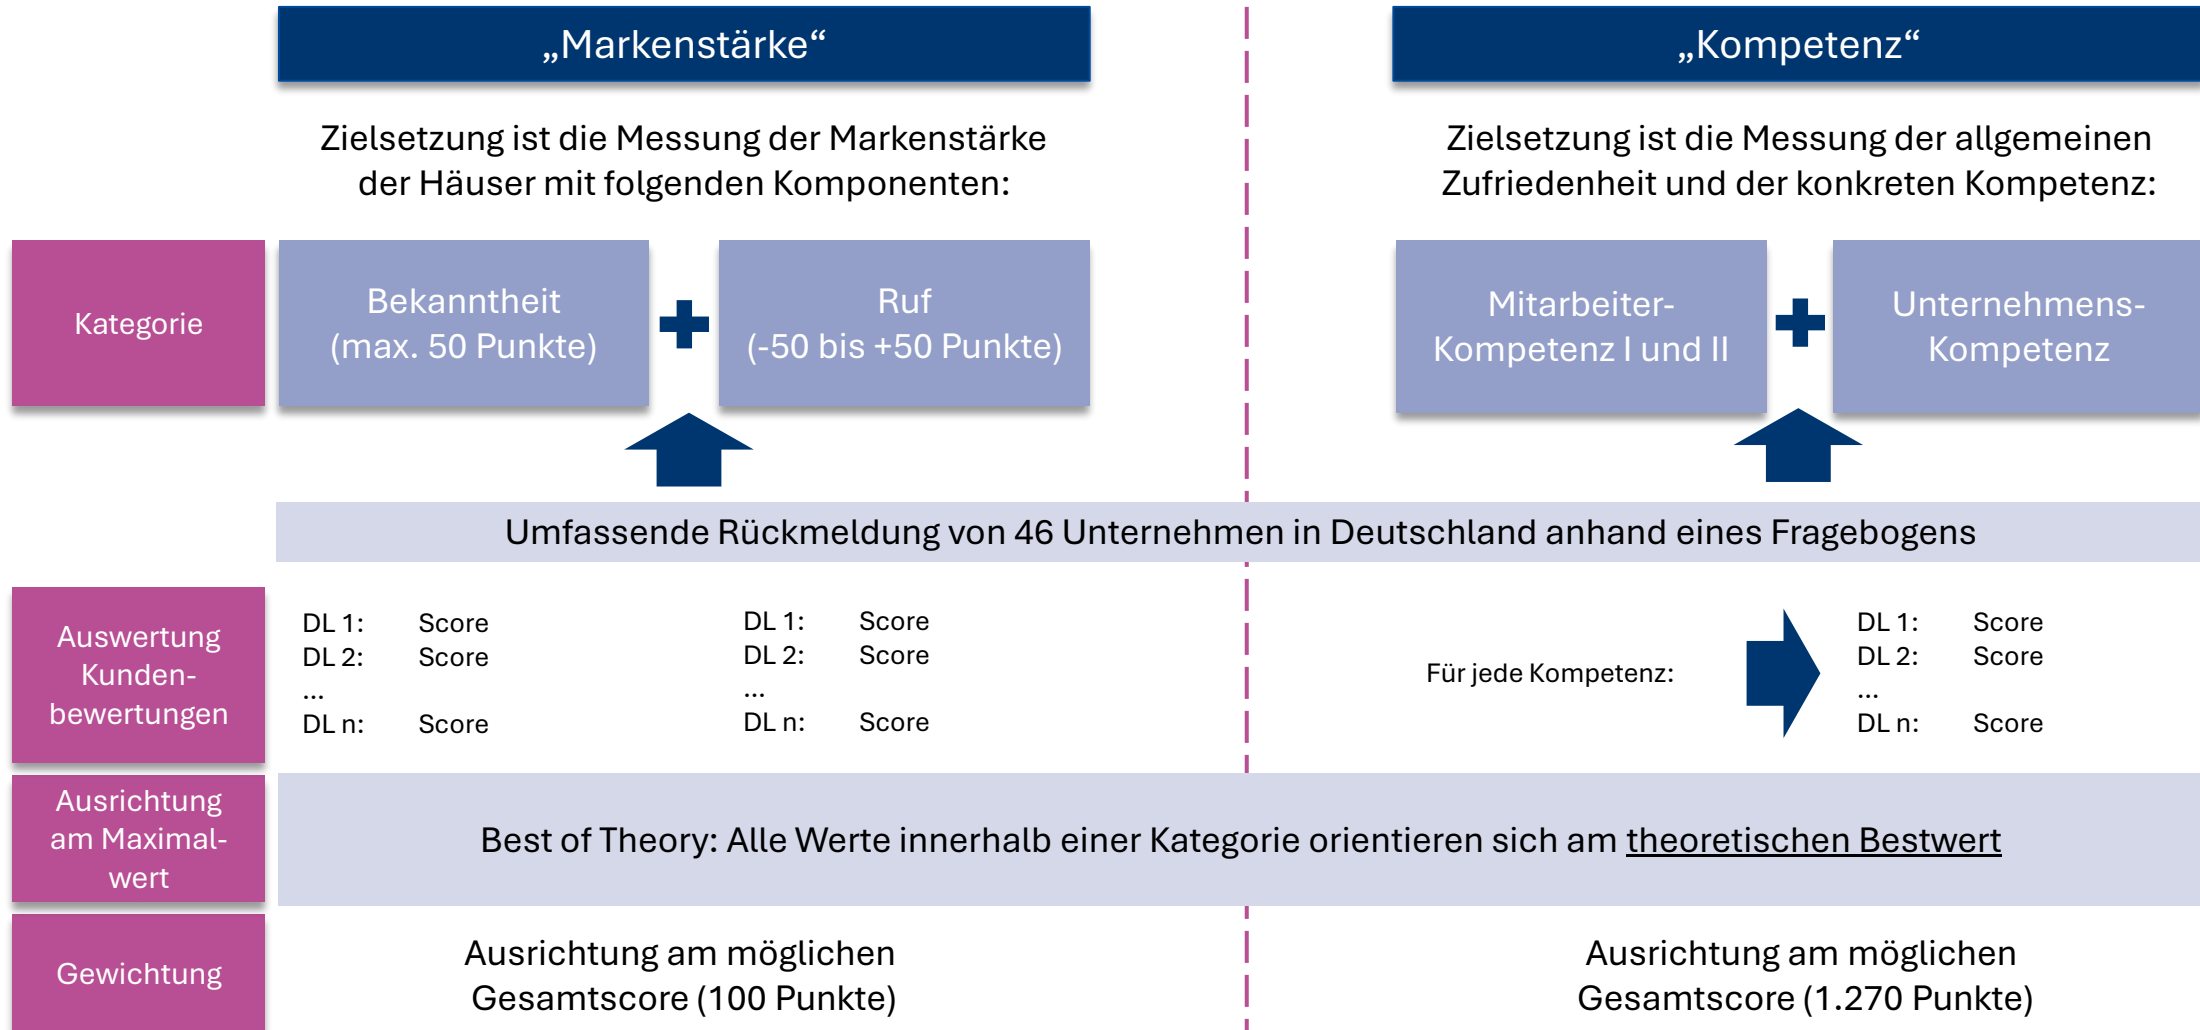 „Markenstärke“
„Kompetenz“
Zielsetzung ist die Messung der Markenstärke
der Häuser mit folgenden Komponenten:
Zielsetzung ist die Messung der allgemeinen
Zufriedenheit und der konkreten Kompetenz:
Kategorie
Bekanntheit
(max. 50 Punkte)
Ruf
(-50 bis +50 Punkte)
Mitarbeiter-
Kompetenz I und II
Unternehmens-
Kompetenz
Umfassende Rückmeldung von 46 Unternehmen in Deutschland anhand eines Fragebogens
Auswertung
Kunden-
bewertungen
DL 1: Score
DL 2: Score
...
DL n: Score
DL 1: Score
DL 2: Score
...
DL n: Score
Für jede Kompetenz:
DL 1: Score
DL 2: Score
...
DL n: Score
Ausrichtung
am Maximal-
wert
Best of Theory: Alle Werte innerhalb einer Kategorie orientieren sich am theoretischen Bestwert
Gewichtung
Ausrichtung am möglichen
Gesamtscore (100 Punkte)
Ausrichtung am möglichen
Gesamtscore (1.270 Punkte)